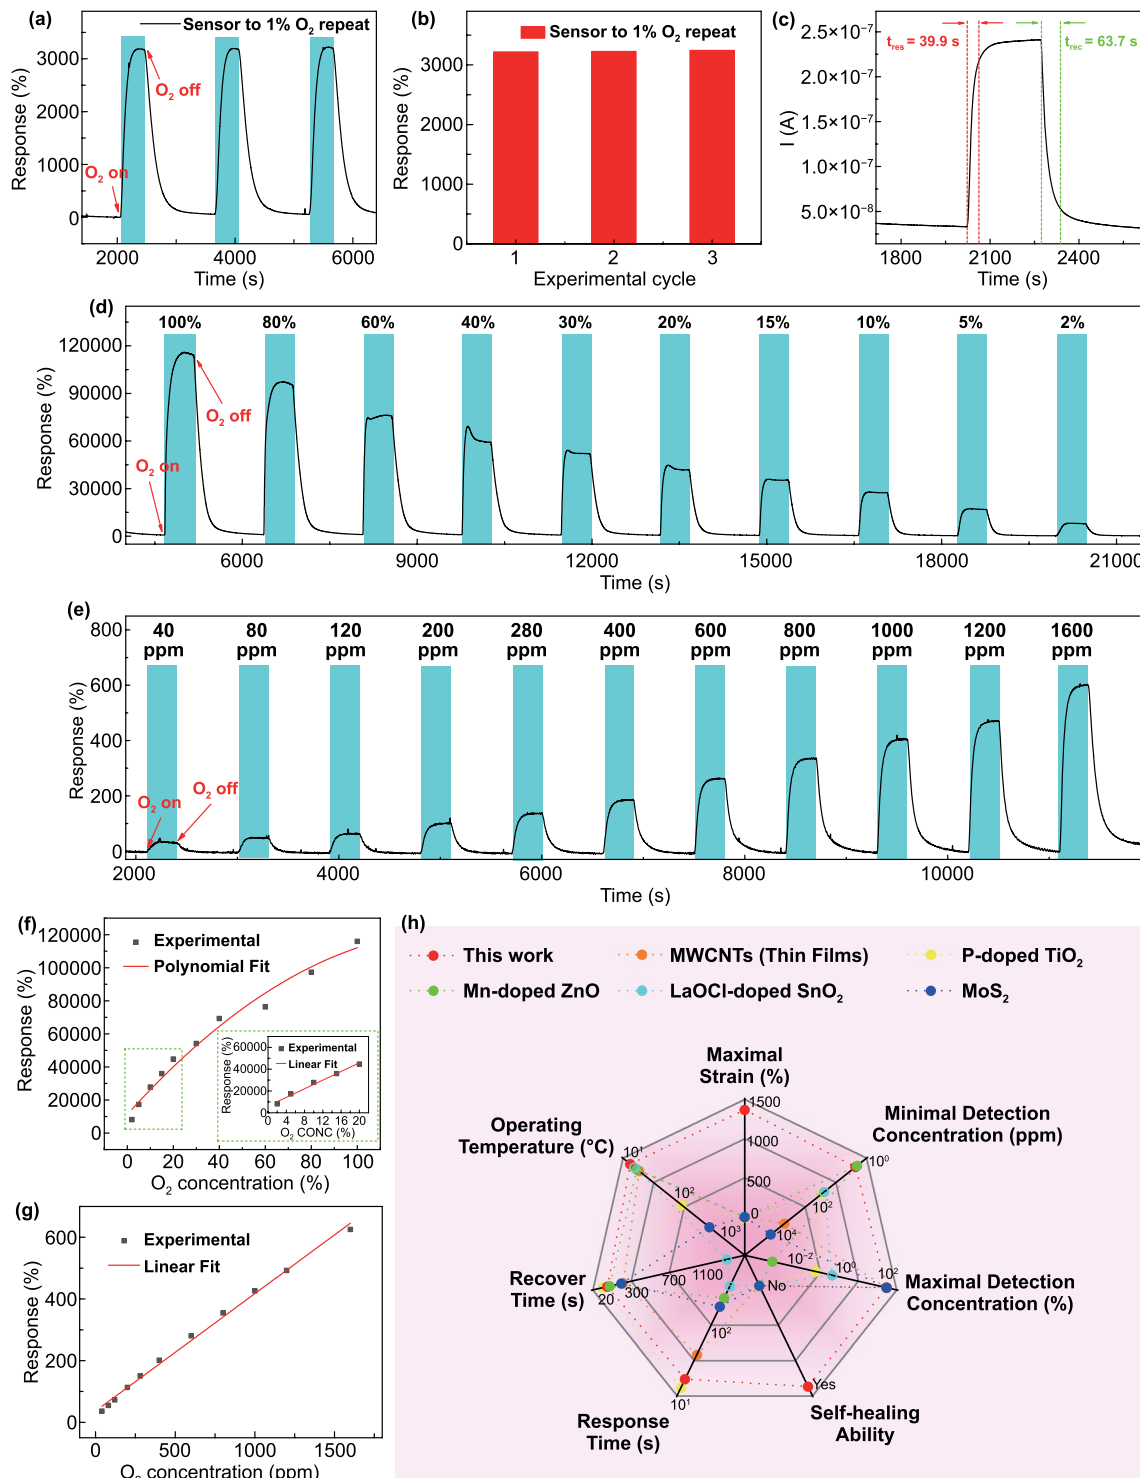 (a)
Sensor to 1% O2 repeat
O2 off
O2 on
Response (%)
3000
2000
1000
0
2000 4000 6000
Time (s)
(b)
Sensor to 1% O2 repeat
Response (%)
3000
2000
1000
0
1 2 3
Experimental cycle
(c)
tres = 39.9 s
trec = 63.7 s
I (A)
2.5×10⁻⁷
2.0×10⁻⁷
1.5×10⁻⁷
1.0×10⁻⁷
5.0×10⁻⁸
1800 2100 2400
Time (s)
(d)
100% 80% 60% 40% 30% 20% 15% 10% 5% 2%
O2 off
O2 on
Response (%)
120000
90000
60000
30000
0
6000 9000 12000 15000 18000 21000
Time (s)
(e)
40 80 120 200 280 400 600 800 1000 1200 1600
ppm ppm ppm ppm ppm ppm ppm ppm ppm ppm ppm
O2 on
O2 off
Response (%)
800
600
400
200
0
2000 4000 6000 8000 10000
Time (s)
(f)
Experimental
Polynomial Fit
Response (%)
120000
100000
80000
60000
40000
20000
0
0 20 40 60 80 100
O2 concentration (%)
Experimental
Linear Fit
Response (%)
60000
40000
20000
0
0 4 8 12 16 20
O2 CONC (%)
(g)
Experimental
Linear Fit
Response (%)
600
400
200
0
0 500 1000 1500
O2 concentration (ppm)
(h)
This work
MWCNTs (Thin Films)
P-doped TiO2
Mn-doped ZnO
LaOCl-doped SnO2
MoS2
Maximal
Strain (%)
1500
1000
500
0
Minimal Detection
Concentration (ppm)
10⁰
10²
10⁴
Maximal Detection
Concentration (%)
10⁻²
10⁰
10²
Self-healing
Ability
No
Yes
Response
Time (s)
10²
10¹
Recover
Time (s)
20
300
700
1100
Operating
Temperature (°C)
10¹
10²
10³